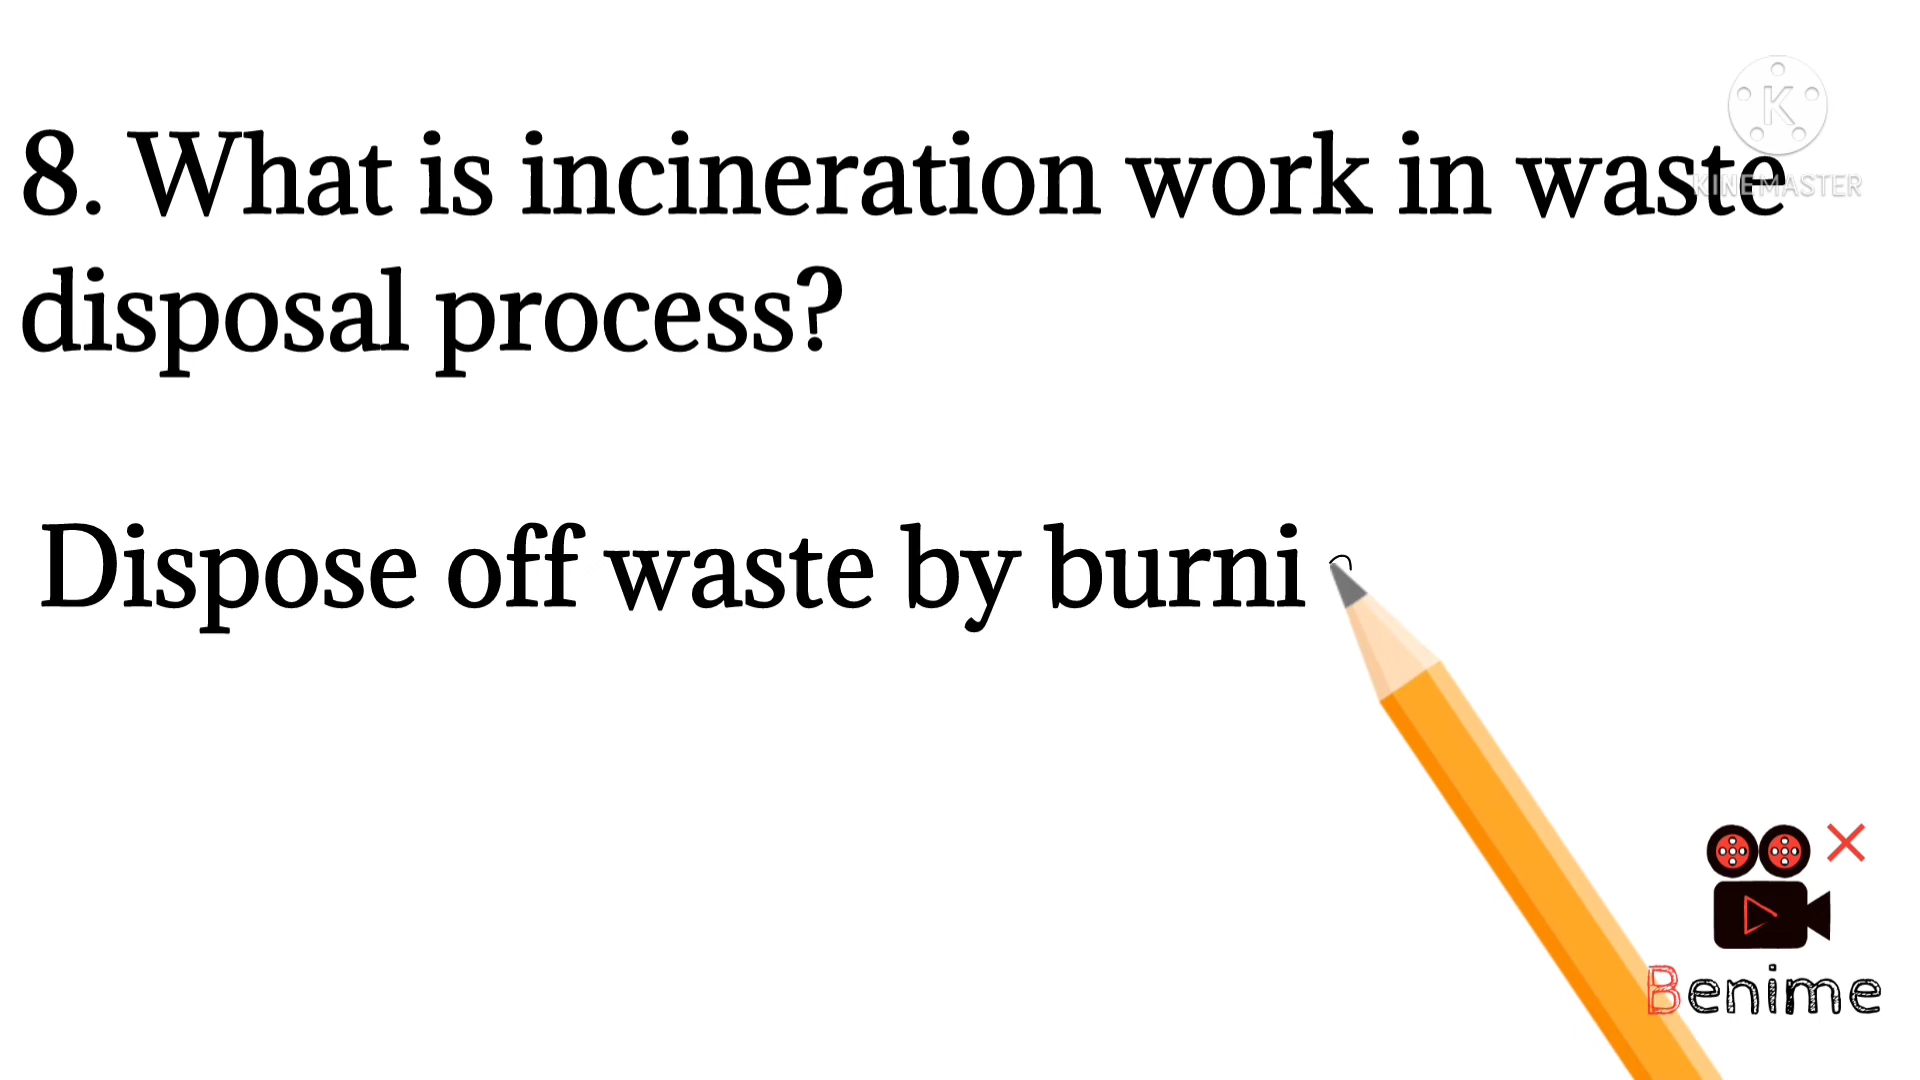 8. What is incineration work in waste
KINEMASTER
disposal process?
Dispose off waste by burni
Benime